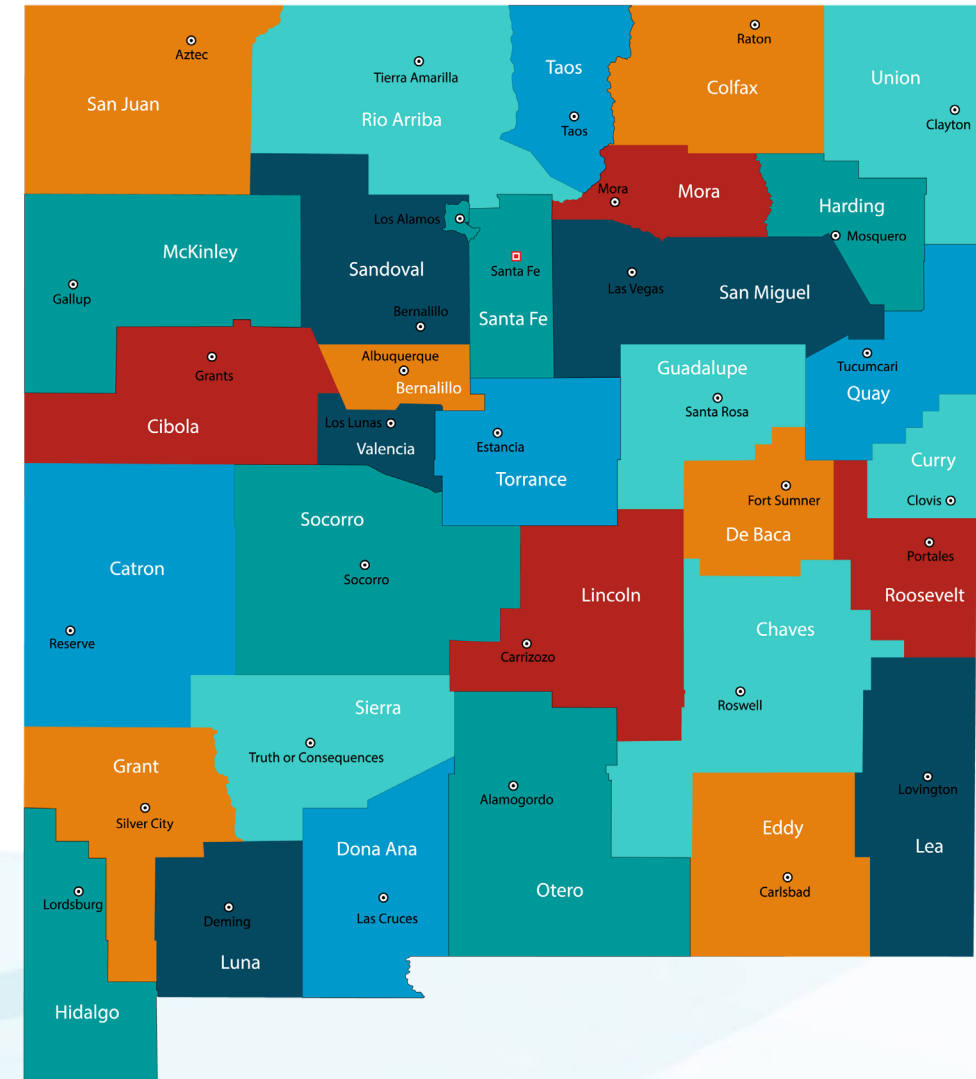 Aztec
San Juan
Tierra Amarilla
Rio Arriba
Taos
Taos
Raton
Colfax
Union
Clayton
Mora
Mora
Harding
Mosquero
McKinley
Gallup
Los Alamos
Sandoval
Bernalillo
Santa Fe
Santa Fe
Las Vegas
San Miguel
Grants
Cibola
Albuquerque
Bernalillo
Los Lunas
Valencia
Estancia
Torrance
Guadalupe
Santa Rosa
Tucumcari
Quay
Curry
Clovis
Fort Sumner
De Baca
Portales
Roosevelt
Catron
Reserve
Socorro
Socorro
Lincoln
Carrizozo
Chaves
Roswell
Sierra
Truth or Consequences
Grant
Silver City
Alamogordo
Otero
Lovington
Lea
Eddy
Carlsbad
Dona Ana
Las Cruces
Lordsburg
Hidalgo
Deming
Luna